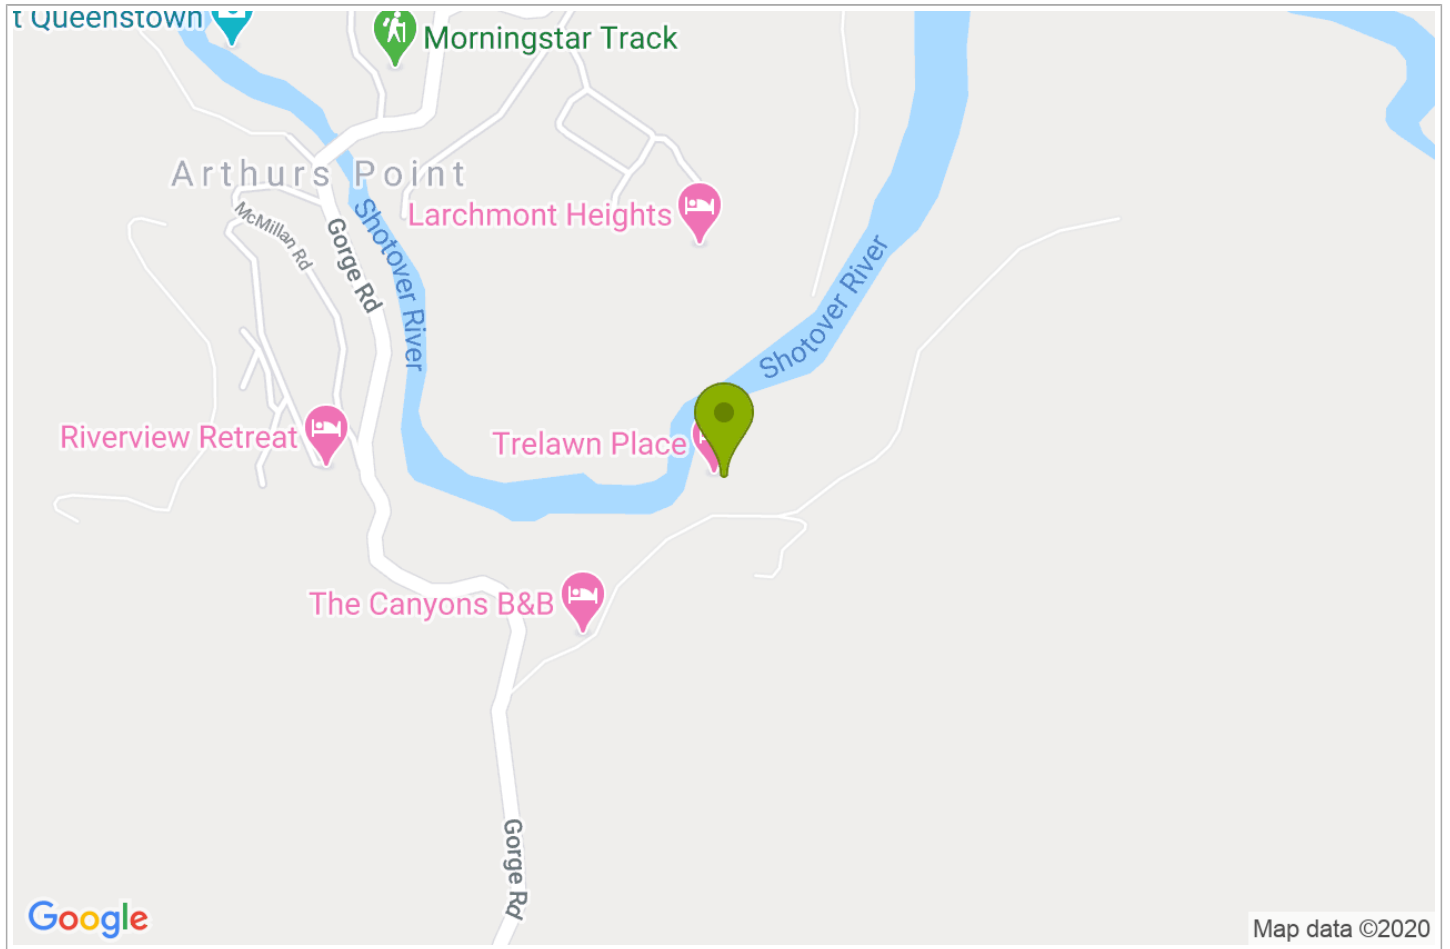 t Queenstown
Morningstar Track
Arthurs Point
Larchmont Heights
McMillan Rd
Gorge Rd
Shotover River
Shotover River
Riverview Retreat
Trelawn Place
The Canyons B&B
Gorge Rd
Google
Map data ©2020